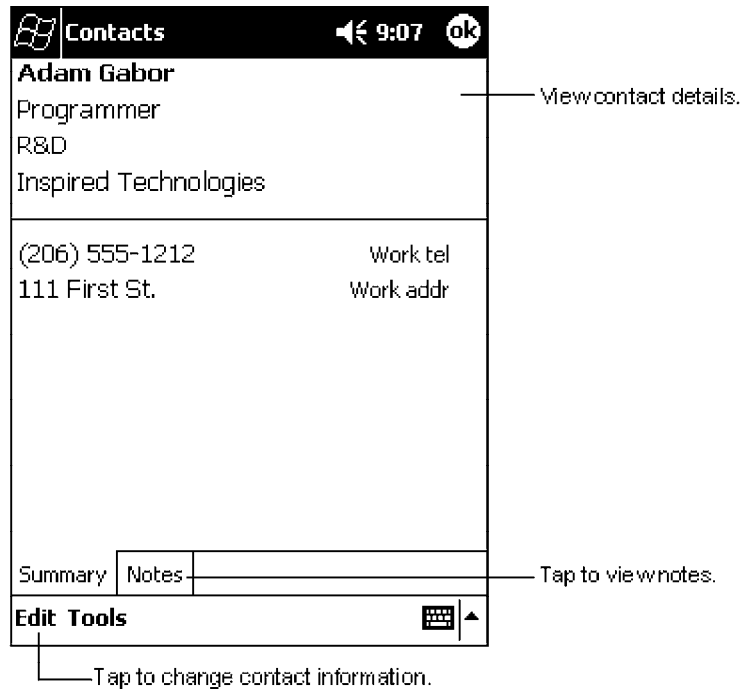 Contacts 9:07 ok
Adam Gabor
Programmer
View contact details.
R&D
Inspired Technologies
(206) 555-1212 Work tel
111 First St. Work addr
Summary Notes
Tap to view notes.
Edit Tools
Tap to change contact information.